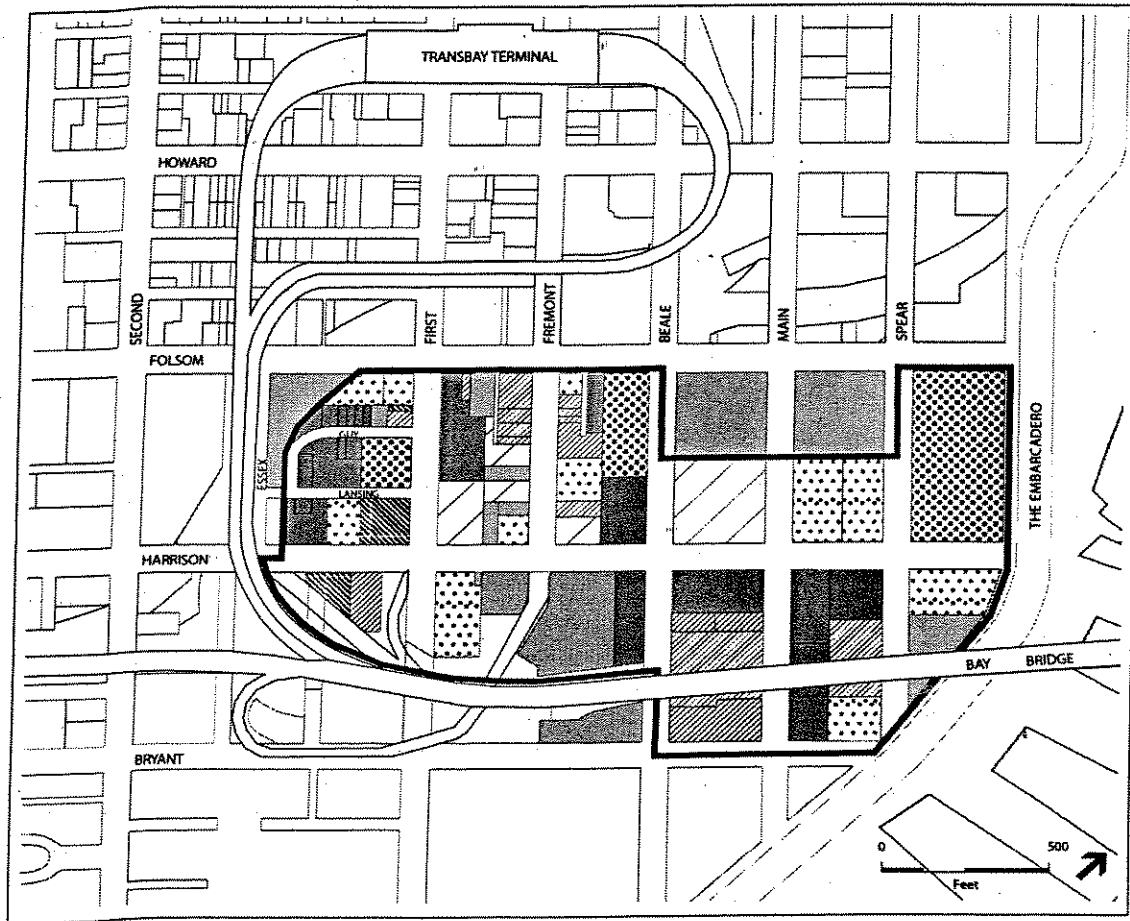 TRANSBAY TERMINAL
HOWARD
SECOND
FIRST
FREMONT
BEALE
MAIN
SPEAR
FOLSOM
GUY
ESSEX
LANSING
THE EMBARCADERO
HARRISON
BAY BRIDGE
BRYANT
0 500
Feet